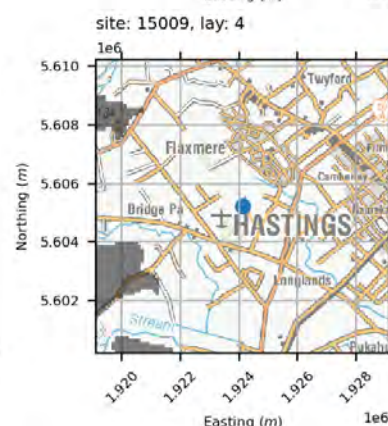 site: 15009, lay: 4
1e6
5.610
Twyford
5.608
Flaxmere
5.606
Bridge Pa
HASTINGS
5.604
Longlands
5.602
Stream
1.920
1.922
1.924
1.926
1.928
1e6
Northing (m)
Easting (m)